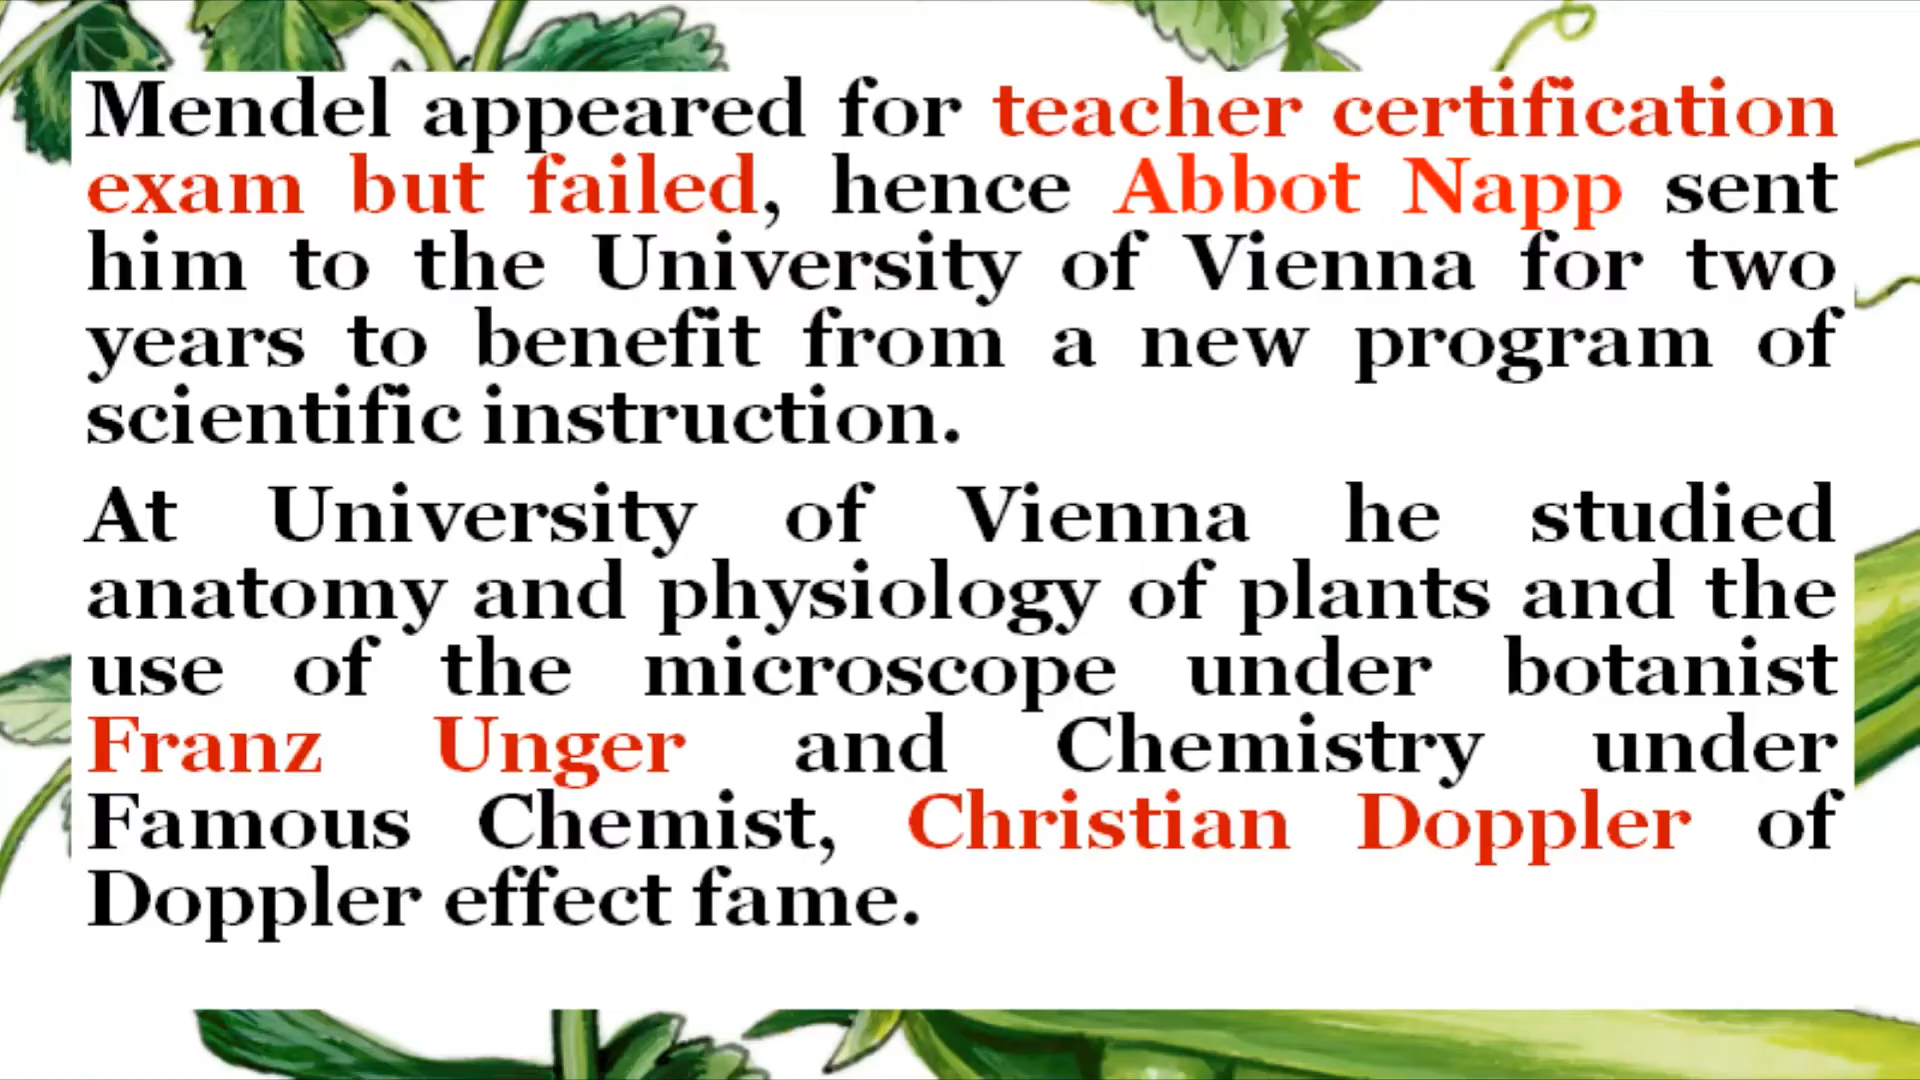 Mendel appeared for teacher certification
exam but failed, hence Abbot Napp sent
him to the University of Vienna for two
years to benefit from a new program of
scientific instruction.
At University of Vienna he studied
anatomy and physiology of plants and the
use of the microscope under botanist
Franz Unger and Chemistry under
Famous Chemist, Christian Doppler of
Doppler effect fame.